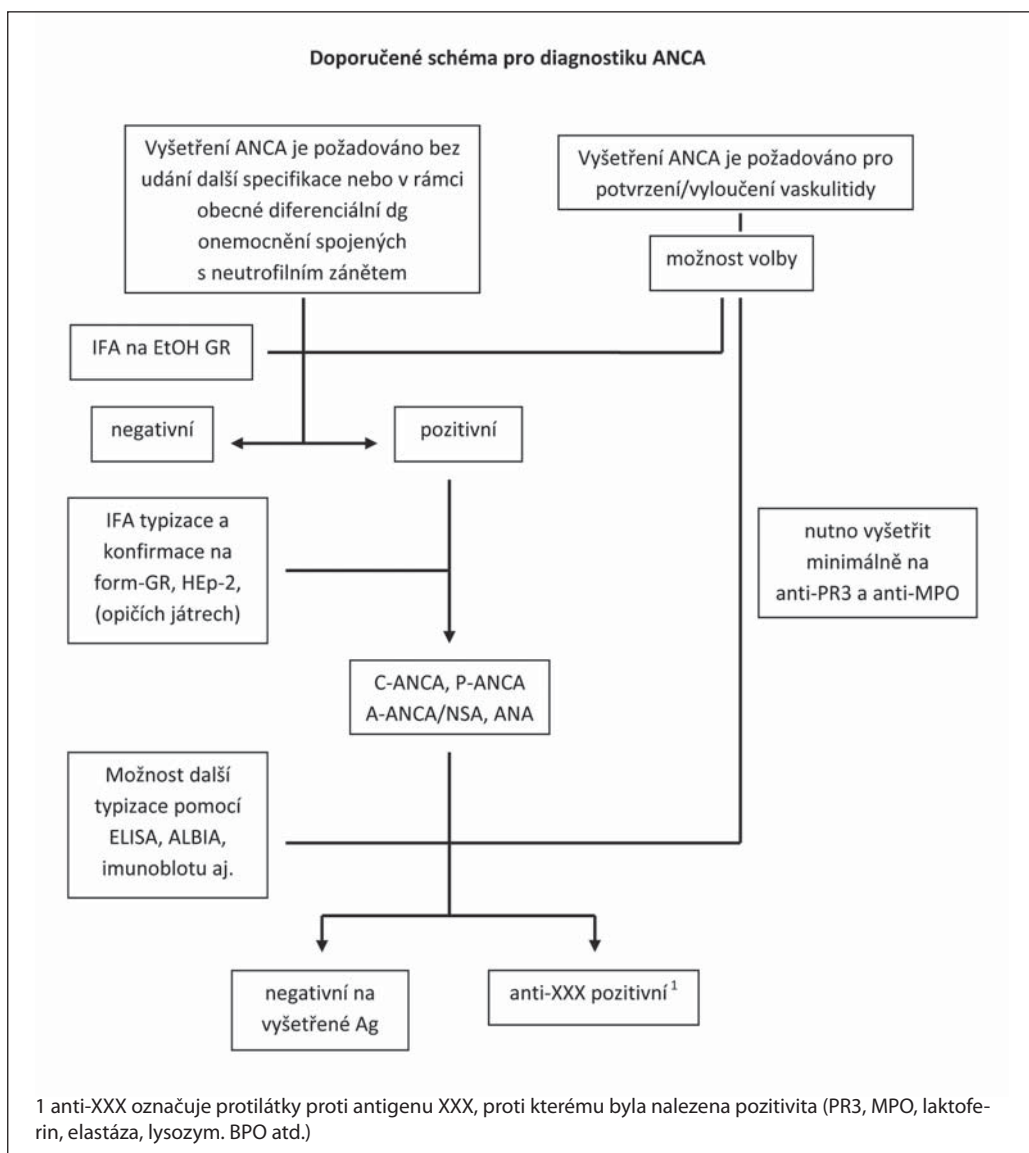 Doporučené schéma pro diagnostiku ANCA
Vyšetření ANCA je požadováno bez
udání další specifikace nebo v rámci
obecné diferenciální dg
onemocnění spojených
s neutrofilním zánětem
Vyšetření ANCA je požadováno pro
potvrzení/vyloučení vaskulitidy
možnost volby
IFA na EtOH GR
negativní
pozitivní
IFA typizace a
konfirmace na
form-GR, HEp-2,
(opičích játrech)
nutno vyšetřit
minimálně na
anti-PR3 a anti-MPO
C-ANCA, P-ANCA
A-ANCA/NSA, ANA
Možnost další
typizace pomocí
ELISA, ALBIA,
imunoblotu aj.
negativní na
vyšetřené Ag
anti-XXX pozitivní 1
1 anti-XXX označuje protilátky proti antigenu XXX, proti kterému byla nalezena pozitivita (PR3, MPO, laktofe-
rin, elastáza, lysozym. BPO atd.)